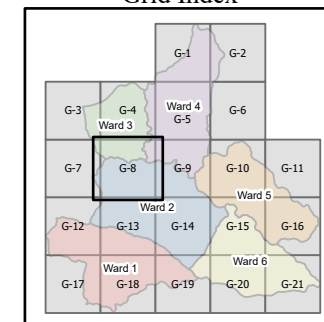 Grid Index
G-1 G-2
G-3 G-4 Ward 4 G-6
Ward 3 G-5
G-7 G-8 G-9 G-10 G-11
Ward 5
Ward 2
G-12 G-13 G-14 G-15 G-16
Ward 1 Ward 6
G-17 G-18 G-19 G-20 G-21